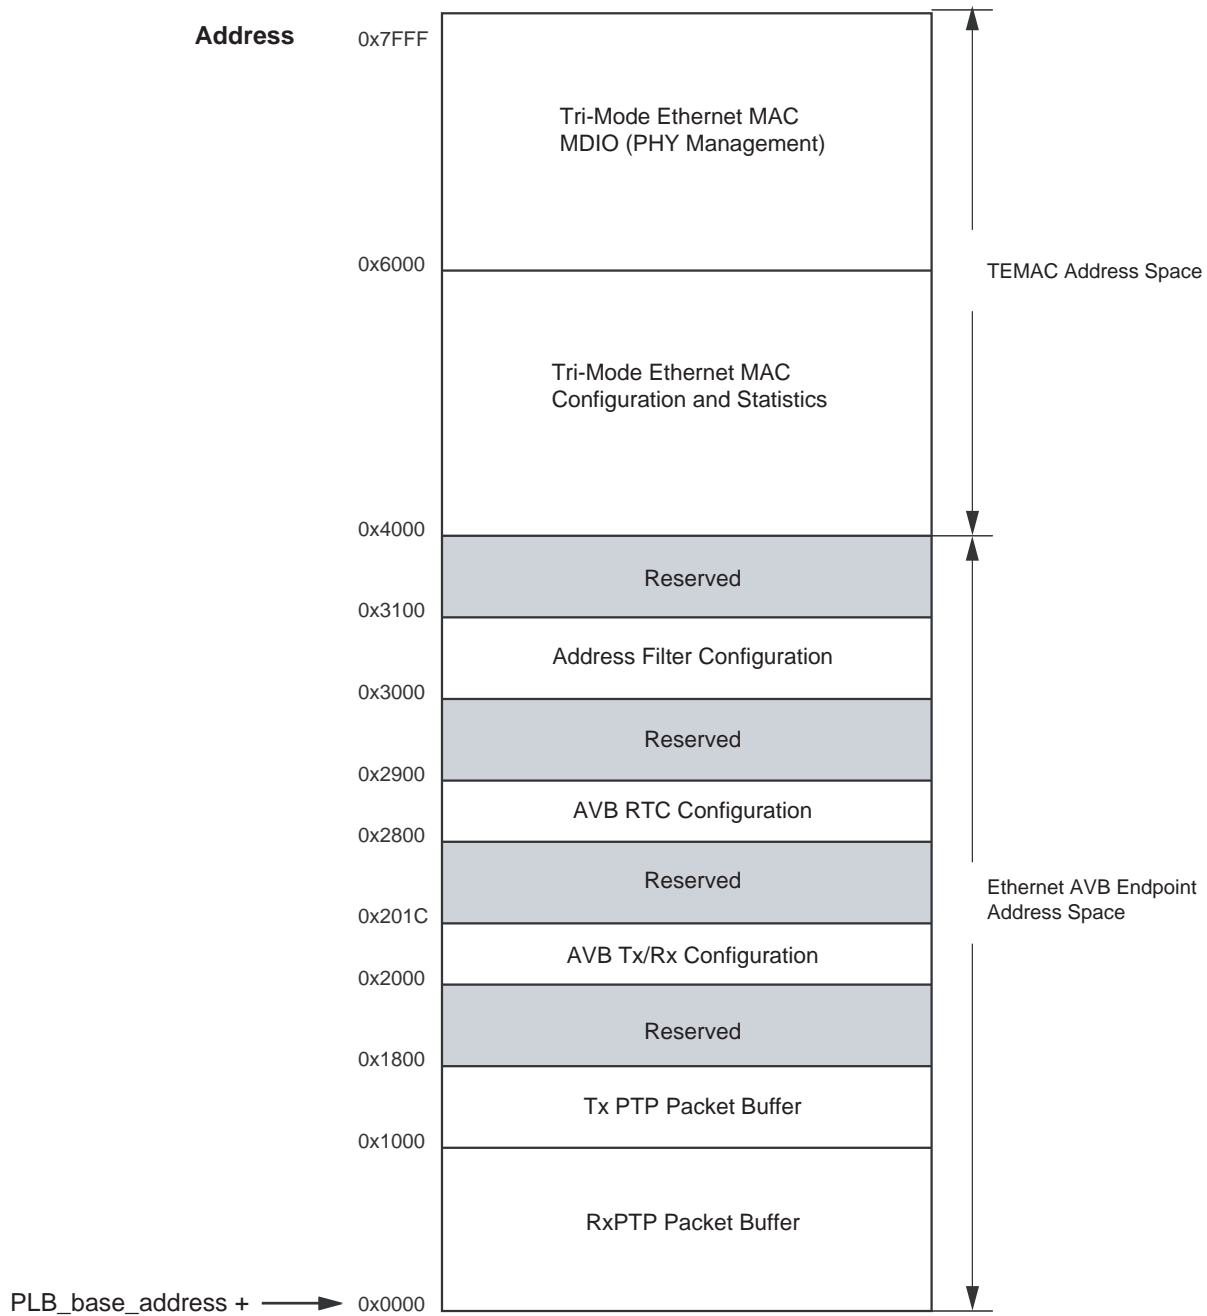 Address
0x7FFF
Tri-Mode Ethernet MAC
MDIO (PHY Management)
0x6000
TEMAC Address Space
Tri-Mode Ethernet MAC
Configuration and Statistics
0x4000
Reserved
0x3100
Address Filter Configuration
0x3000
Reserved
0x2900
AVB RTC Configuration
0x2800
Reserved
Ethernet AVB Endpoint
Address Space
0x201C
AVB Tx/Rx Configuration
0x2000
Reserved
0x1800
Tx PTP Packet Buffer
0x1000
RxPTP Packet Buffer
PLB_base_address +
0x0000